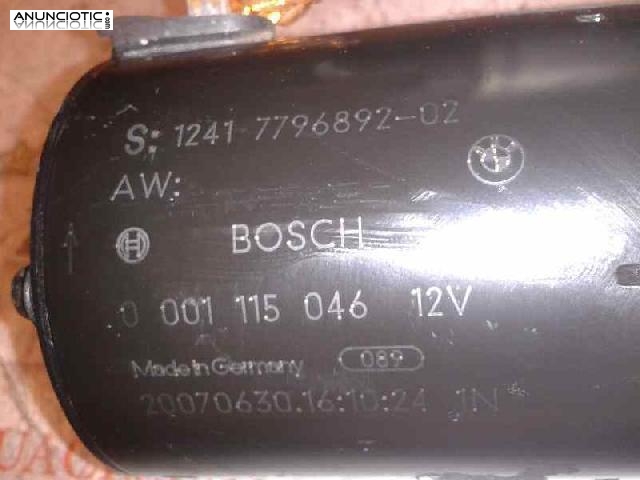 ANUNCIOTIC.com
S: 1241 7796892-02
AW:
BOSCH
0 001 115 046 12V
Made in Germany 089
20070630.16:10:24 1N